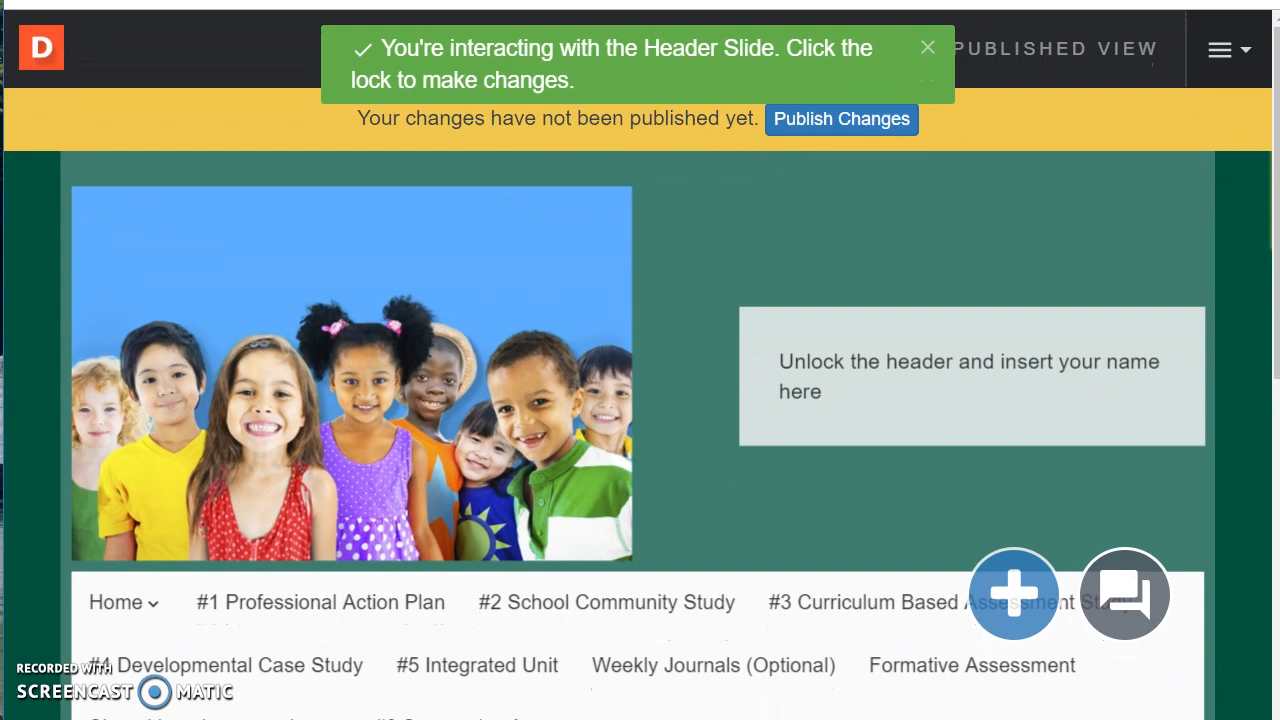 D
✓ You're interacting with the Header Slide. Click the
lock to make changes.
×
PUBLISHED VIEW
Your changes have not been published yet. Publish Changes
Unlock the header and insert your name
here
Home #1 Professional Action Plan #2 School Community Study #3 Curriculum Based Assessment Study
#4 Developmental Case Study #5 Integrated Unit Weekly Journals (Optional) Formative Assessment
RECORDED WITH
SCREENCAST MATIC